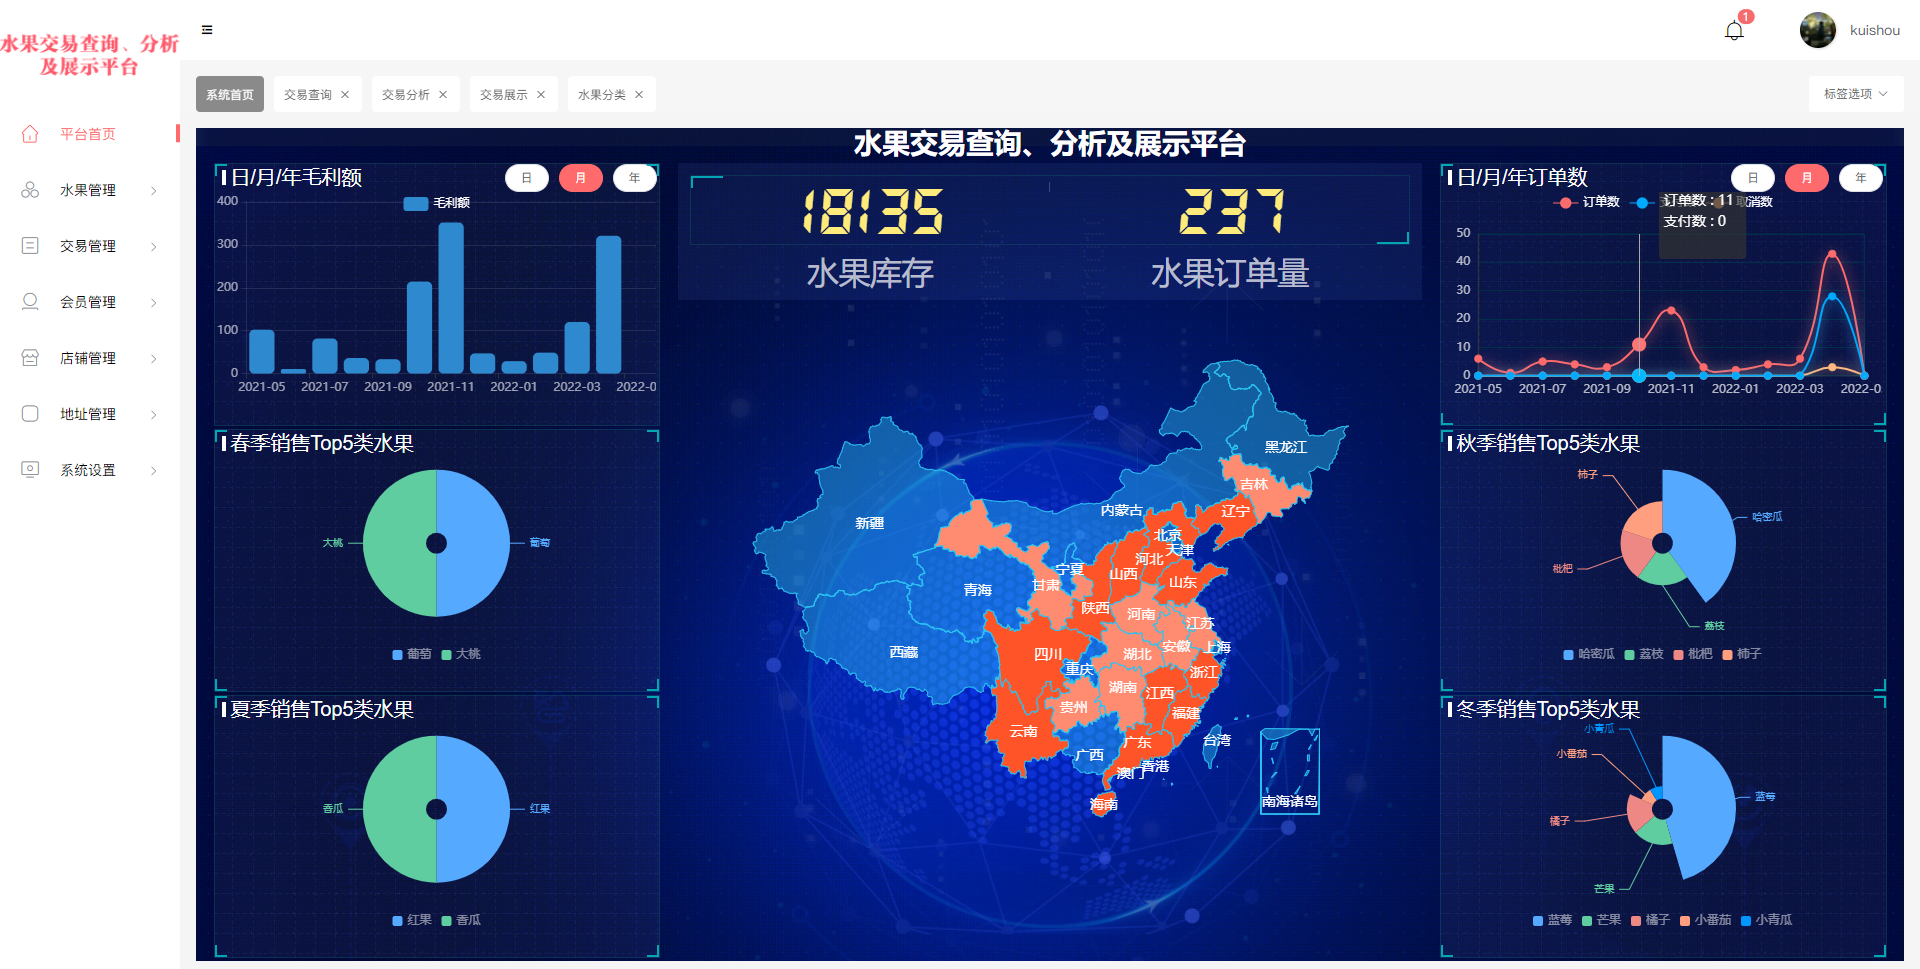 水果交易查询、分析
及展示平台
1
kuishou
平台首页
水果管理
交易管理
会员管理
店铺管理
地址管理
系统设置
系统首页
交易查询 ×
交易分析 ×
交易展示 ×
水果分类 ×
标签选项
水果交易查询、分析及展示平台
日/月/年毛利额
日
月
年
毛利额
400
300
200
100
0
2021-05
2021-07
2021-09
2021-11
2022-01
2022-03
2022-0
春季销售Top5类水果
大桃
葡萄
葡萄
大桃
夏季销售Top5类水果
香瓜
红果
红果
香瓜
18135
水果库存
237
水果订单量
黑龙江
吉林
辽宁
内蒙古
新疆
北京
天津
河北
宁夏
山西
山东
青海
甘肃
陕西
河南
江苏
西藏
四川
湖北
安徽
上海
重庆
浙江
湖南
江西
贵州
福建
云南
广东
台湾
广西
香港
澳门
南海诸岛
海南
日/月/年订单数
日
月
年
订单数
订单数 : 11
取消数
支付数 : 0
50
40
30
20
10
0
2021-05
2021-07
2021-09
2021-11
2022-01
2022-03
2022-0
秋季销售Top5类水果
柿子
哈密瓜
枇杷
荔枝
哈密瓜
荔枝
枇杷
柿子
冬季销售Top5类水果
小青瓜
小番茄
蓝莓
橘子
芒果
蓝莓
芒果
橘子
小番茄
小青瓜